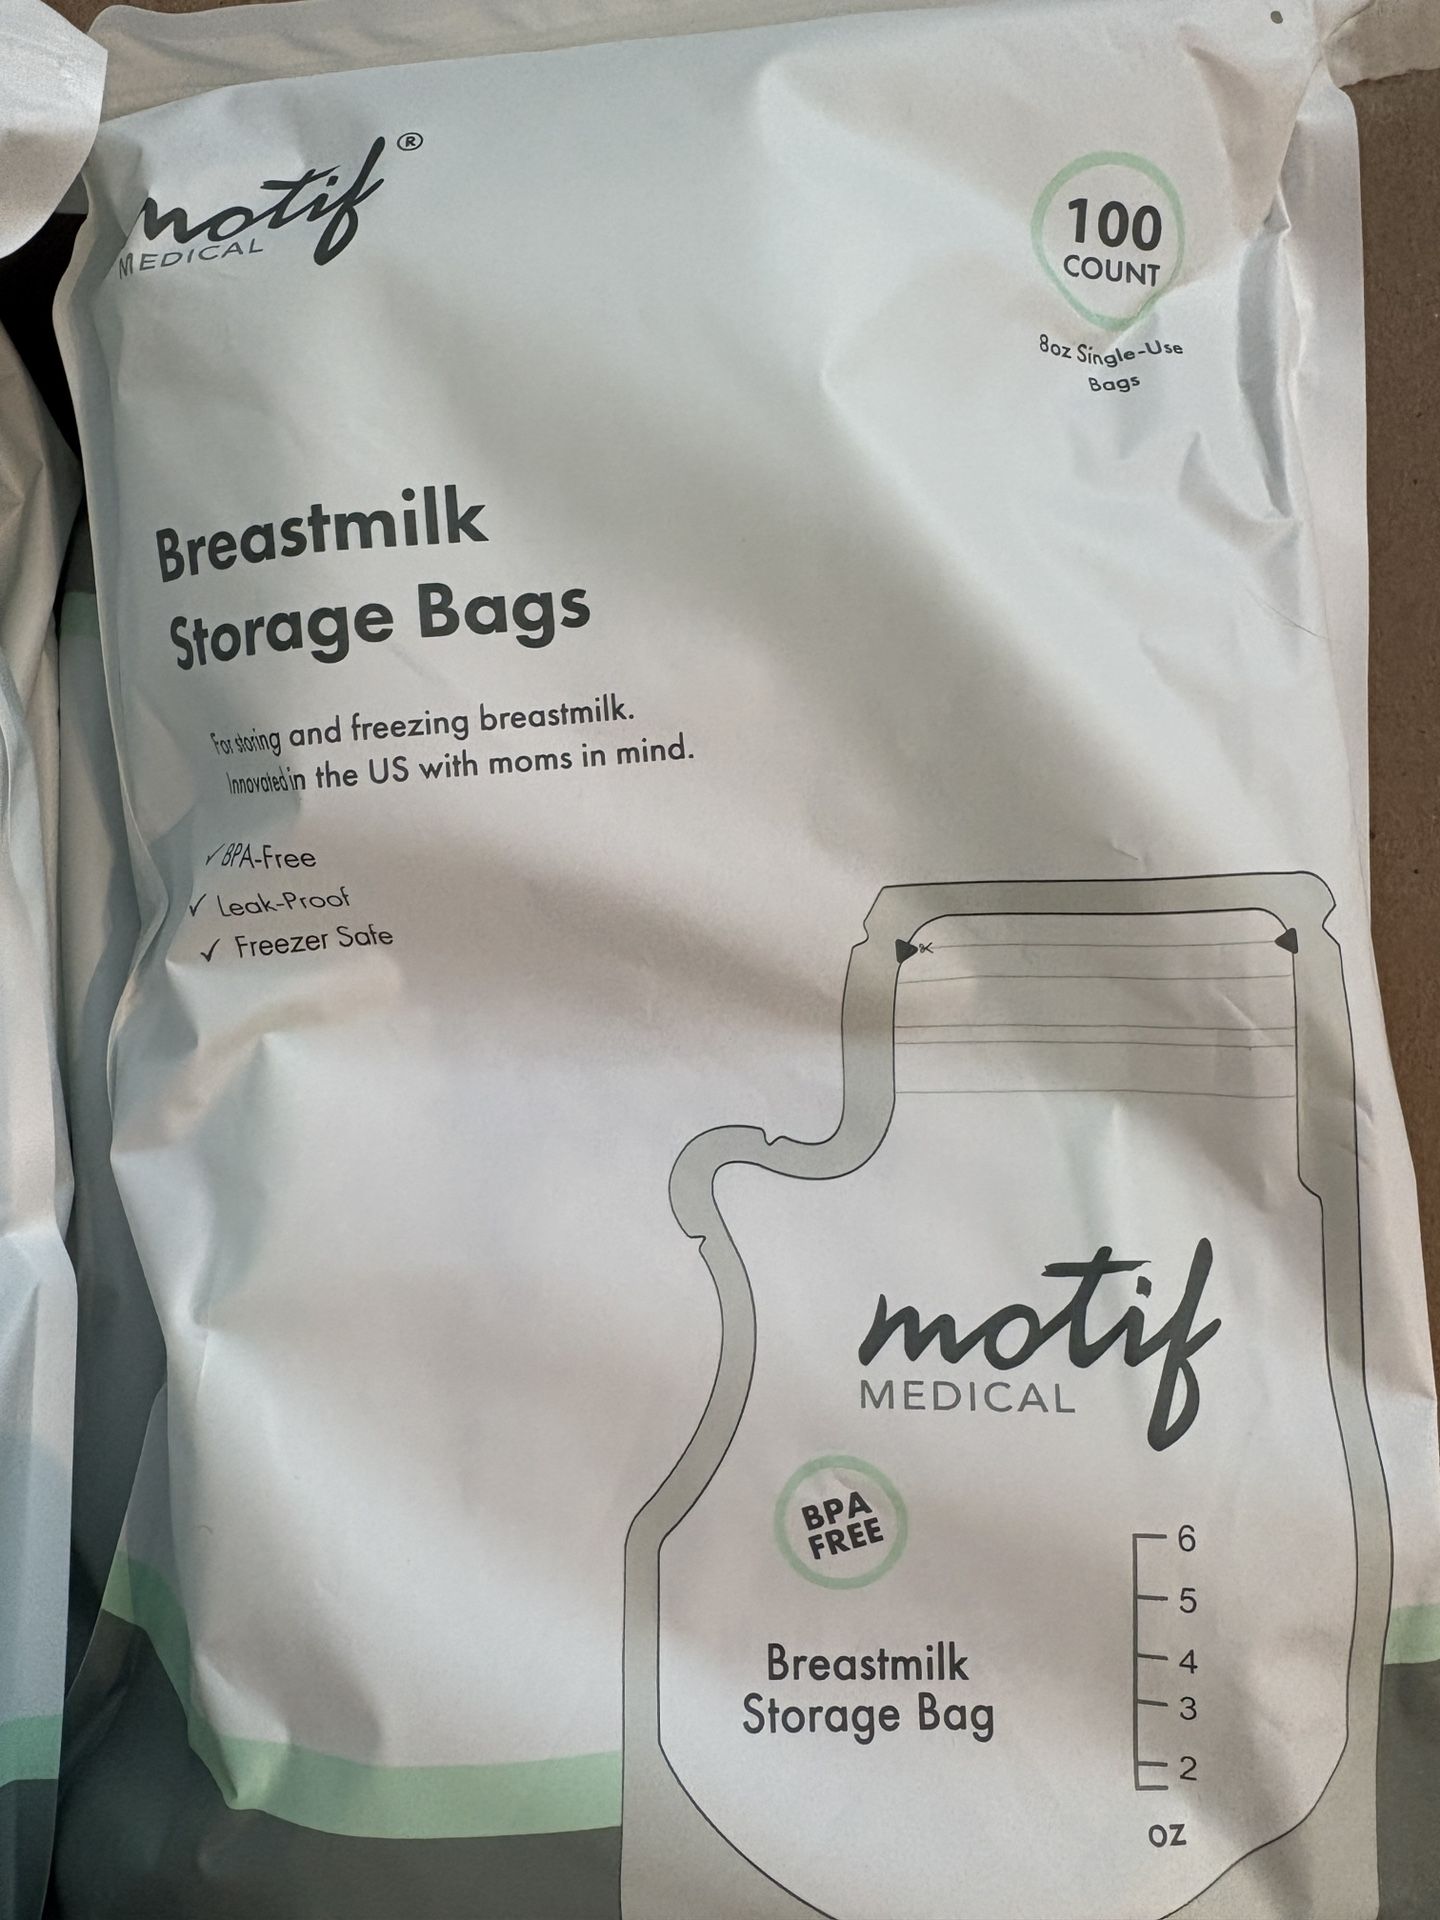 motif®
MEDICAL
100
COUNT
8oz Single-Use
Bags
Breastmilk
Storage Bags
For storing and freezing breastmilk.
Innovated in the US with moms in mind.
✓ BPA-Free
✓ Leak-Proof
✓ Freezer Safe
motif
MEDICAL
BPA
FREE
Breastmilk
Storage Bag
6
5
4
3
2
oz